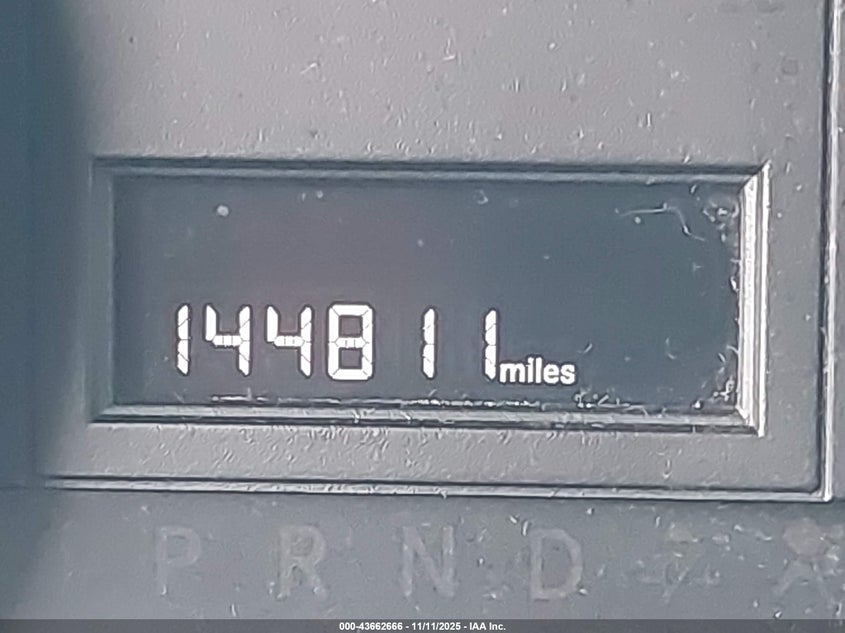 144811 miles
P R N D
000-43662666 - 11/11/2025 - IAA Inc.